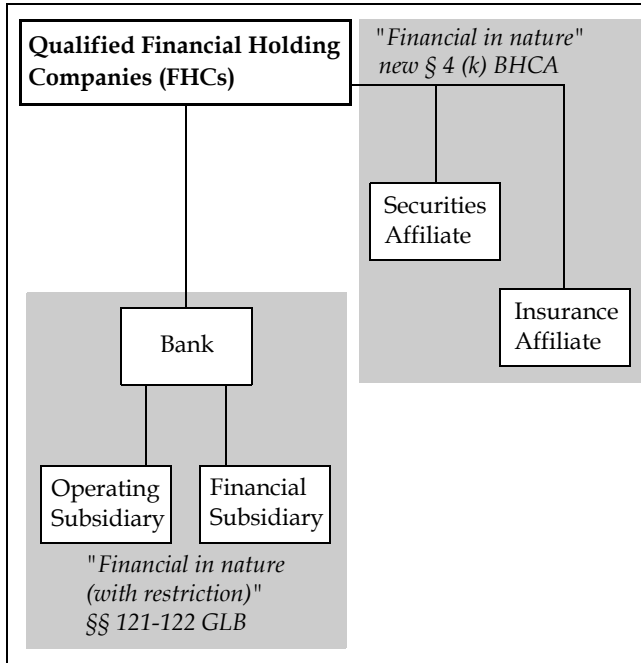 Qualified Financial Holding
Companies (FHCs)
"Financial in nature"
new § 4 (k) BHCA
Securities
Affiliate
Insurance
Affiliate
Bank
Operating
Subsidiary
Financial
Subsidiary
"Financial in nature
(with restriction)"
§§ 121-122 GLB